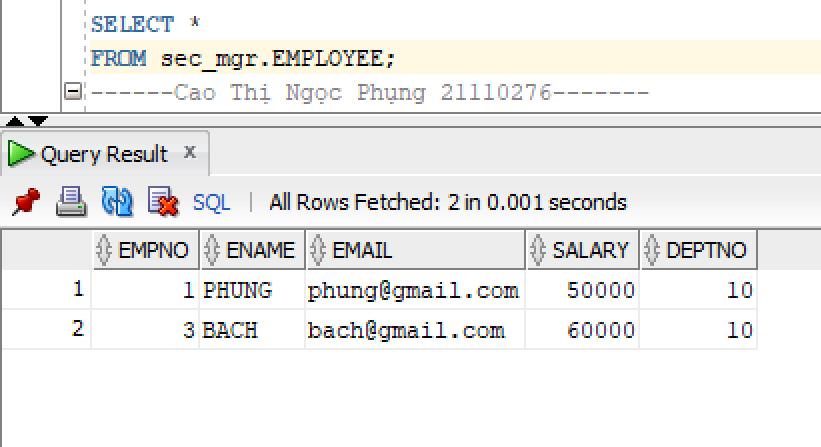 SELECT *
FROM sec_mgr.EMPLOYEE;
------Cao Thị Ngọc Phụng 21110276-------
Query Result x
SQL | All Rows Fetched: 2 in 0.001 seconds
EMPNO ENAME EMAIL SALARY DEPTNO
1 1 PHUNG phung@gmail.com 50000 10
2 3 BACH bach@gmail.com 60000 10